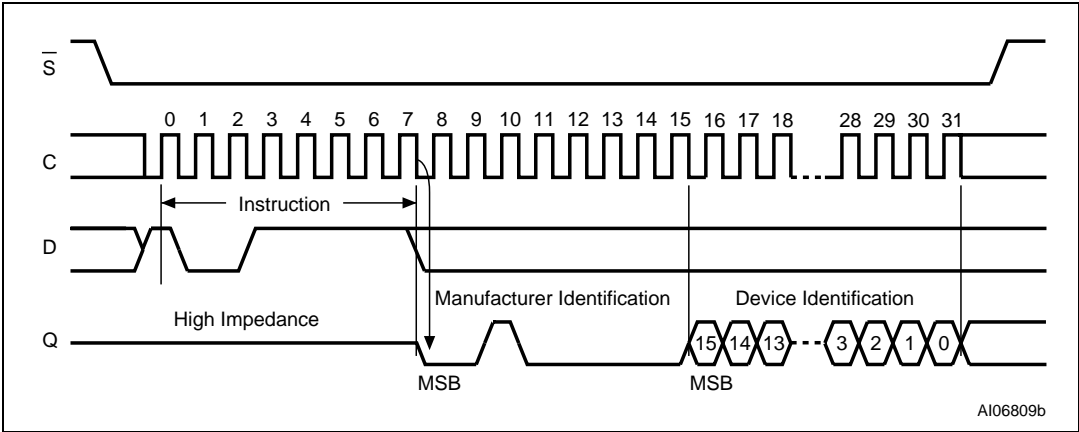 S
0 1 2 3 4 5 6 7 8 9 10 11 12 13 14 15 16 17 18 28 29 30 31
C
Instruction
D
Manufacturer Identification Device Identification
High Impedance
Q 15 14 13 3 2 1 0
MSB MSB
AI06809b